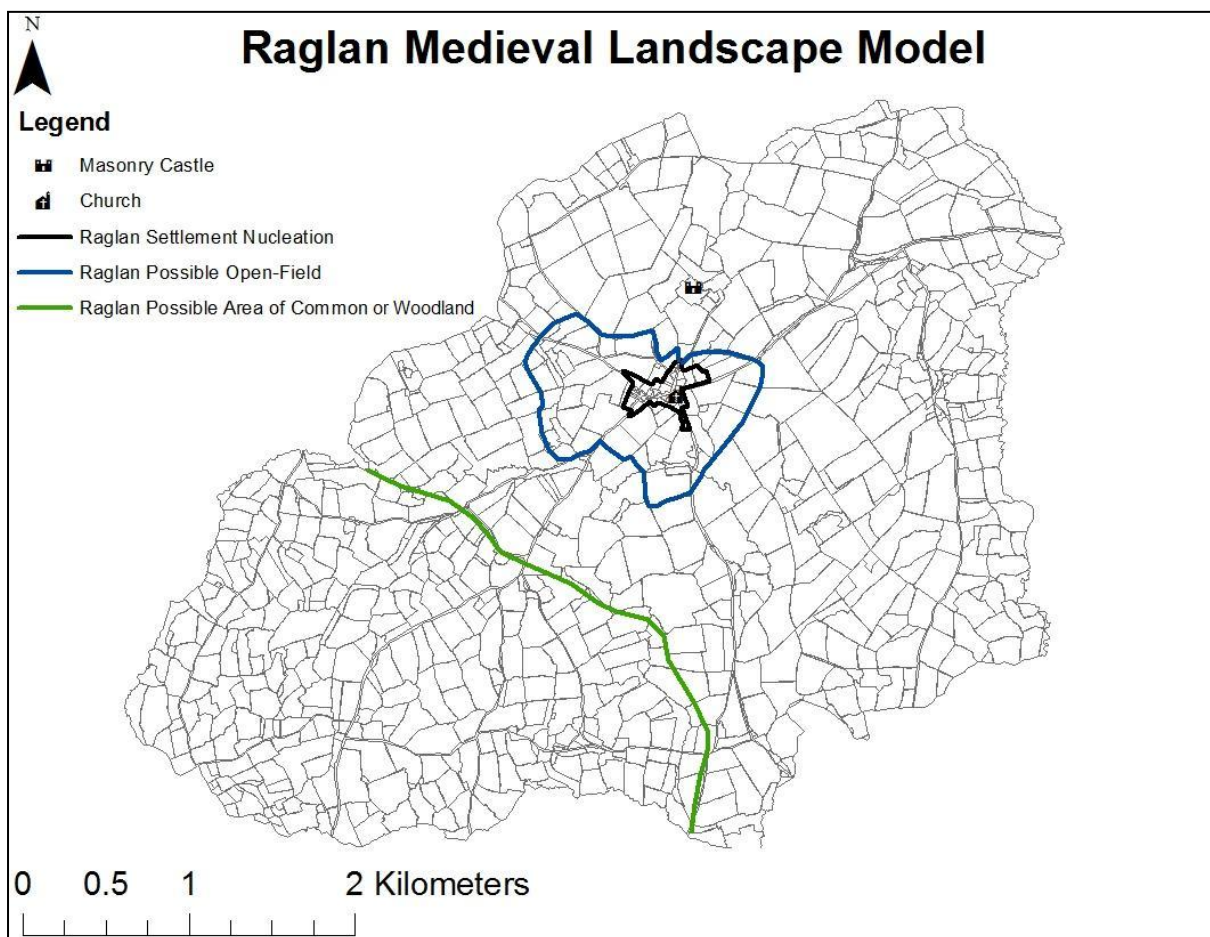 N
Raglan Medieval Landscape Model
Legend
Masonry Castle
Church
Raglan Settlement Nucleation
Raglan Possible Open-Field
Raglan Possible Area of Common or Woodland
0 0.5 1 2 Kilometers